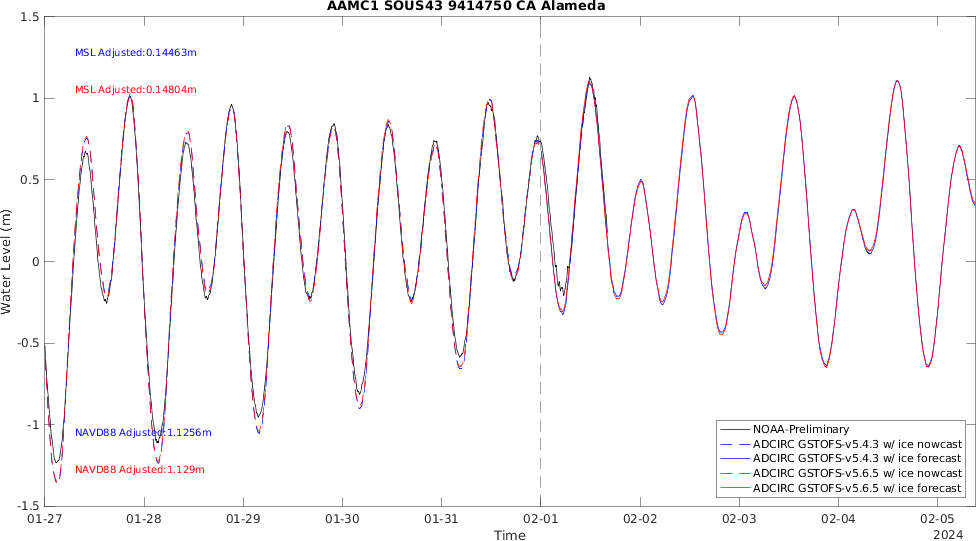 AAMC1 SOUS43 9414750 CA Alameda
1.5
MSL Adjusted:0.14463m
MSL Adjusted:0.14804m
1
0.5
Water Level (m)
0
-0.5
-1
NAVD88 Adjusted:1.1256m
NAVD88 Adjusted:1.129m
NOAA-Preliminary
ADCIRC GSTOFS-v5.4.3 w/ ice nowcast
ADCIRC GSTOFS-v5.4.3 w/ ice forecast
ADCIRC GSTOFS-v5.6.5 w/ ice nowcast
ADCIRC GSTOFS-v5.6.5 w/ ice forecast
-1.5
01-27 01-28 01-29 01-30 01-31 02-01 02-02 02-03 02-04 02-05
Time
2024